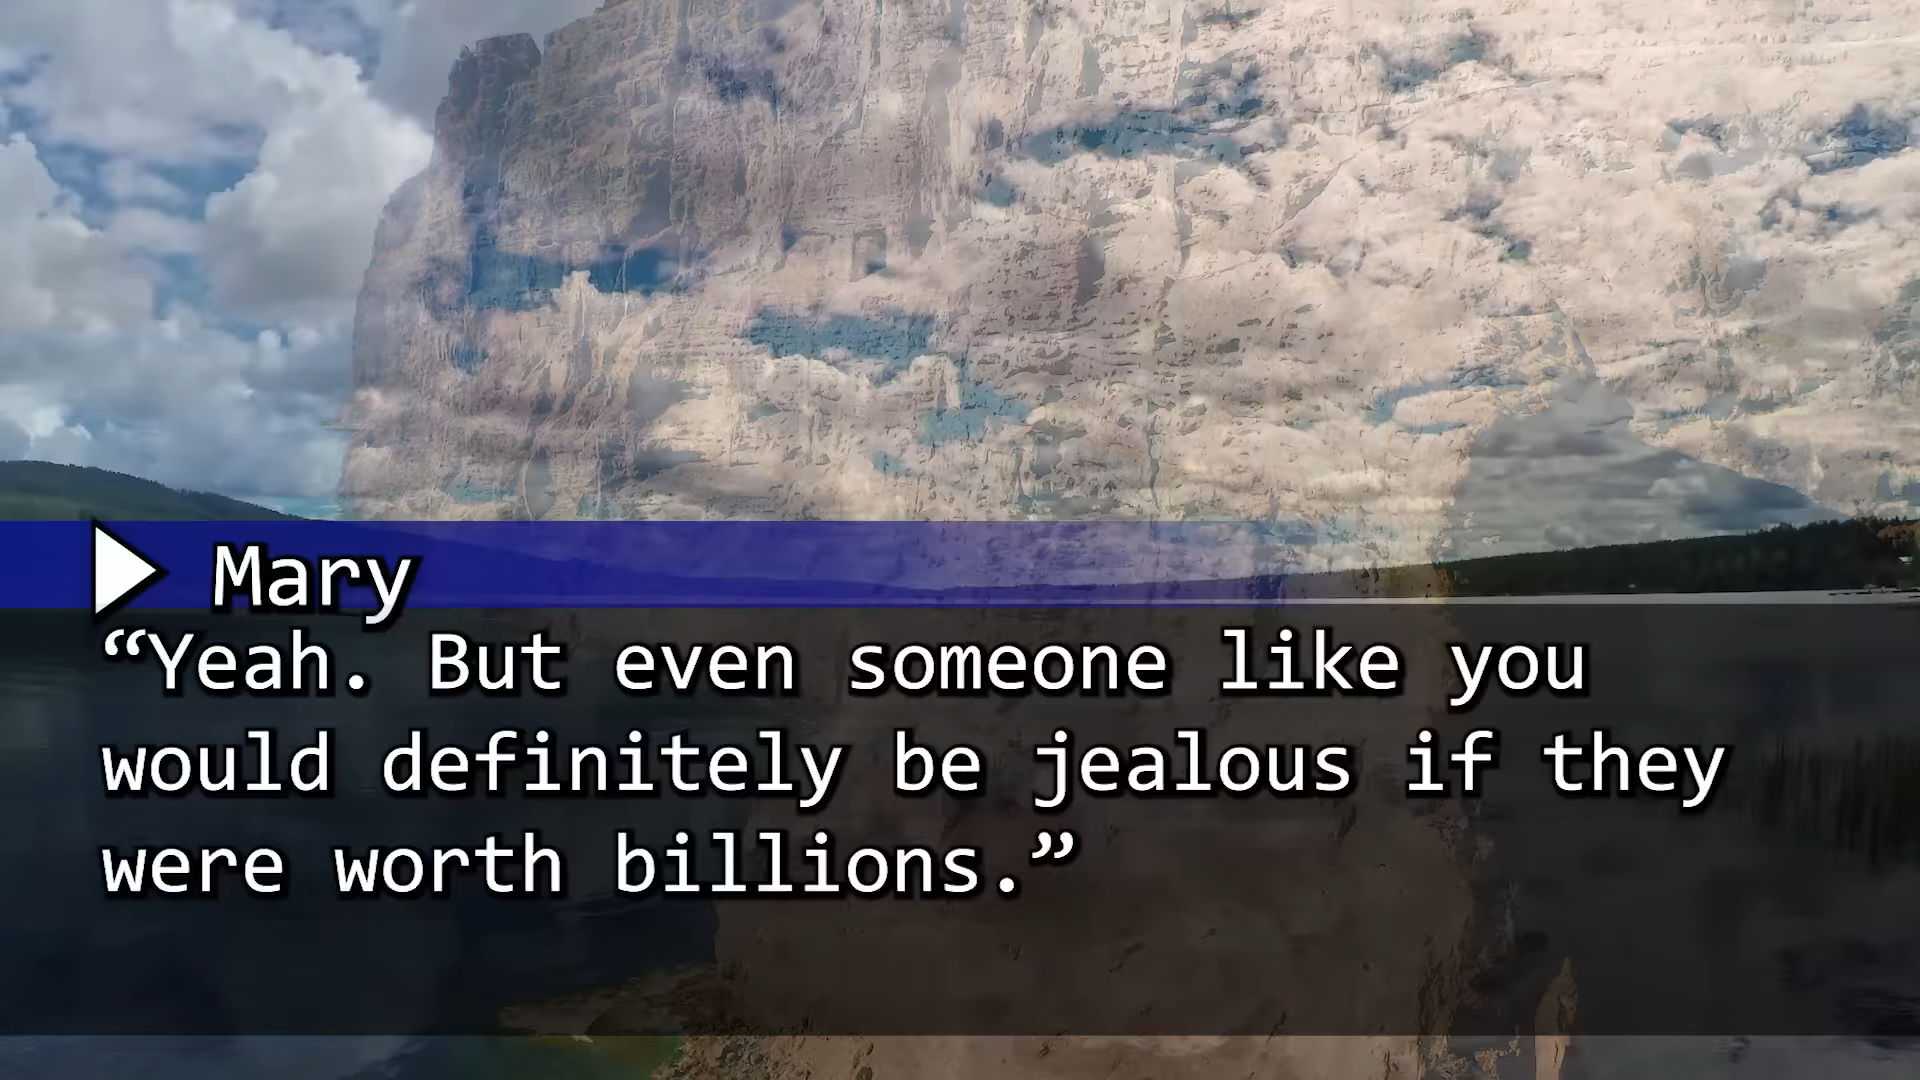 Mary
“Yeah. But even someone like you
would definitely be jealous if they
were worth billions.”